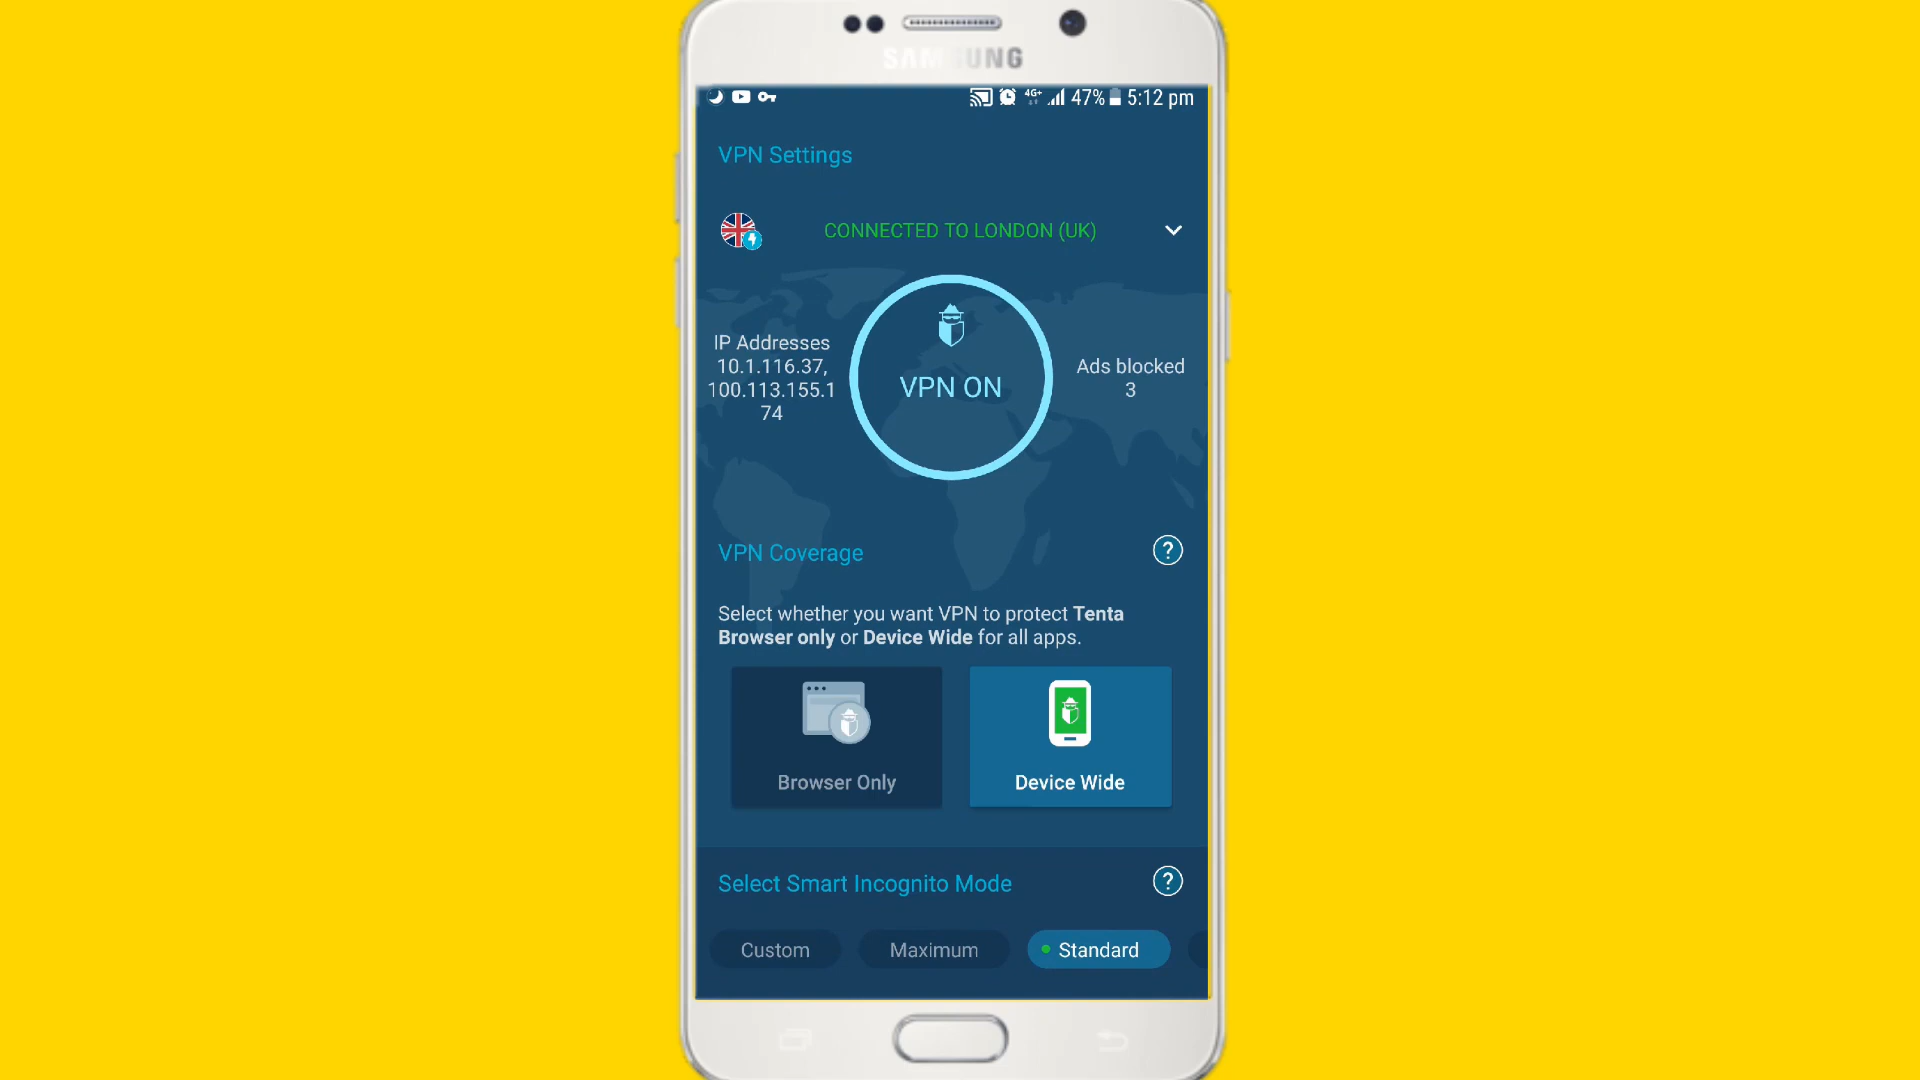 SAMSUNG
4G+ 47% 5:12 pm
VPN Settings
CONNECTED TO LONDON (UK)
IP Addresses
10.1.116.37,
100.113.155.1
74
VPN ON
Ads blocked
3
VPN Coverage
?
Select whether you want VPN to protect Tenta
Browser only or Device Wide for all apps.
Browser Only
Device Wide
Select Smart Incognito Mode
?
Custom
Maximum
Standard